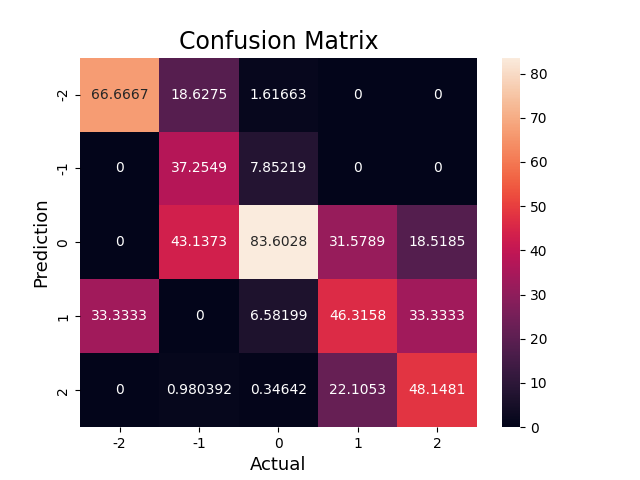 Confusion Matrix
80
-2 66.6667 18.6275 1.61663 0 0
70
60
-1 0 37.2549 7.85219 0 0
50
Prediction
0 0 43.1373 83.6028 31.5789 18.5185
40
30
1 33.3333 0 6.58199 46.3158 33.3333
20
10
2 0 0.980392 0.34642 22.1053 48.1481
0
-2 -1 0 1 2
Actual